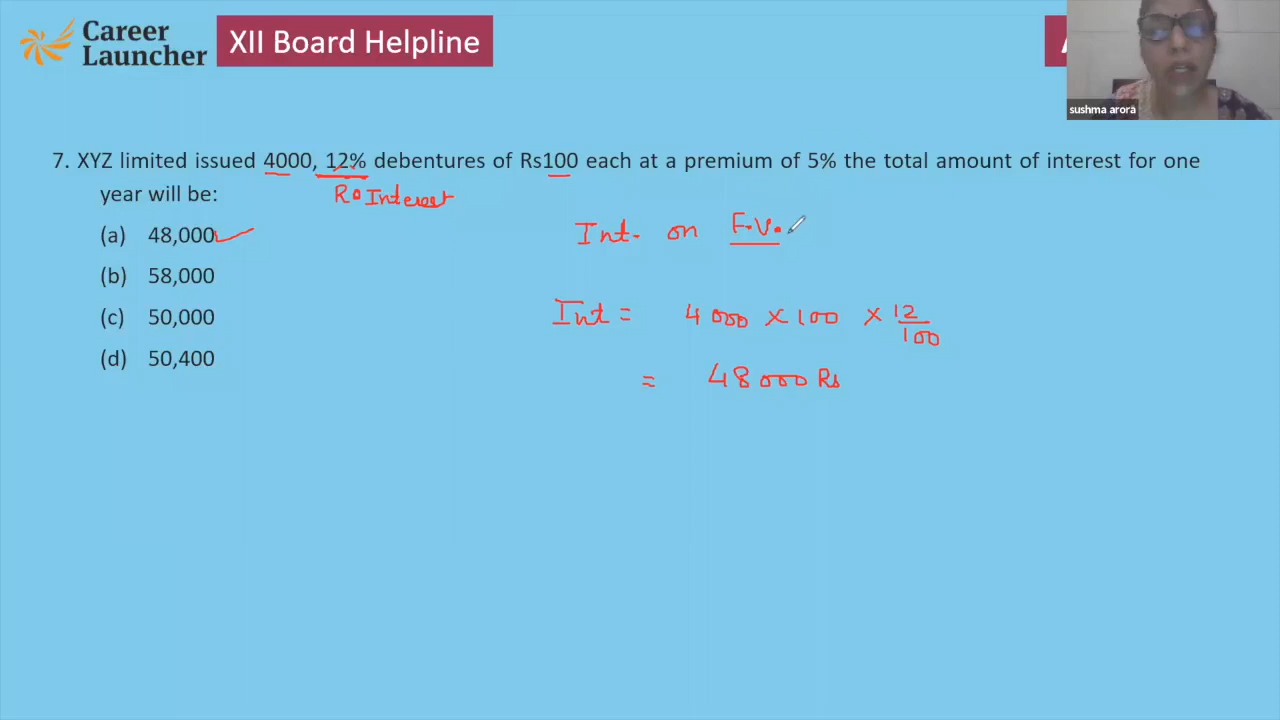 Career
Launcher
XII Board Helpline
sushma arora
7. XYZ limited issued 4000, 12% debentures of Rs100 each at a premium of 5% the total amount of interest for one
year will be:
Ro Interest
(a) 48,000
(b) 58,000
(c) 50,000
(d) 50,400
Int. on F.V.
Int = 4000 × 100 × 12/100
= 48000 Rs